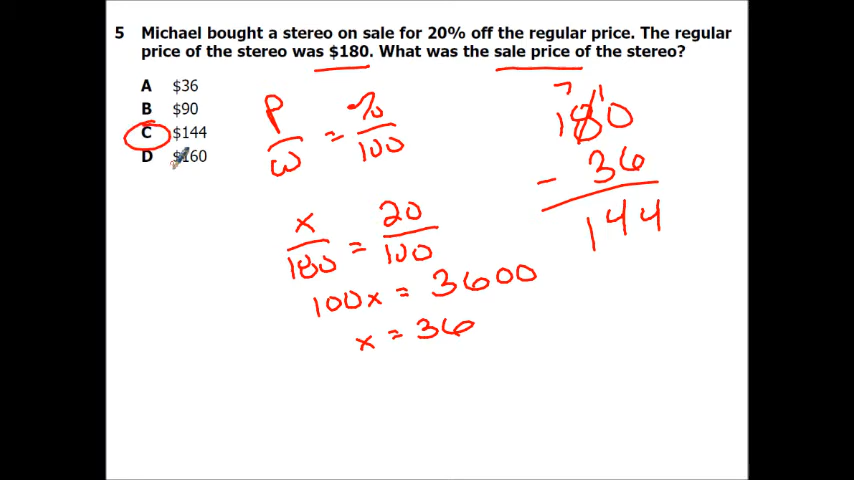 5 Michael bought a stereo on sale for 20% off the regular price. The regular
price of the stereo was $180. What was the sale price of the stereo?
A $36
B $90
C $144
D $160
P/w = %/100
x/180 = 20/100
100x = 3600
x = 36
7 1
180
- 36
144